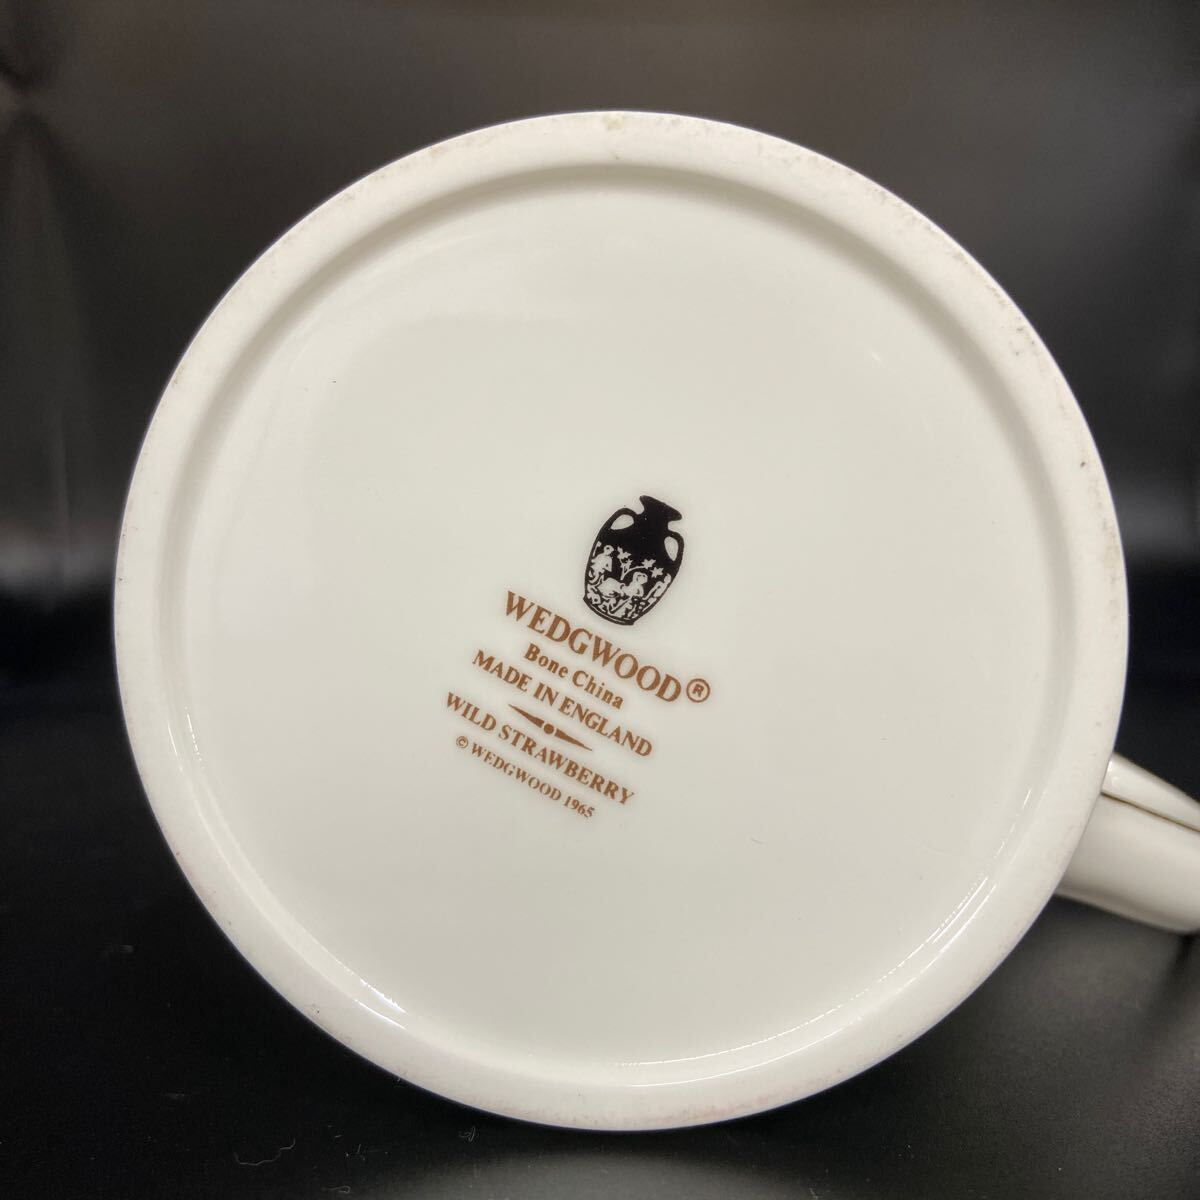 WEDGWOOD®
Bone China
MADE IN ENGLAND
WILD STRAWBERRY
© WEDGWOOD 1965